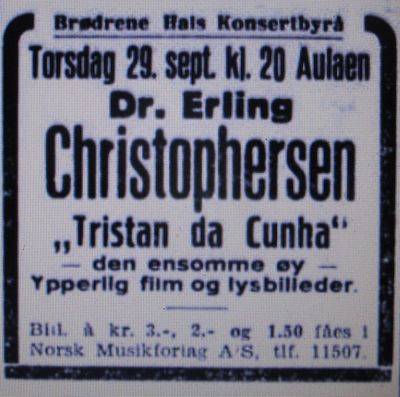 Brødrene Hals Konsertbyrå
Torsdag 29. sept. kl. 20 Aulaen
Dr. Erling
Christophersen
„Tristan da Cunha“
— den ensomme øy —
Ypperlig film og lysbilleder.
Bill. à kr. 3.-, 2.- og 1.50 fåes i
Norsk Musikforlag A/S, tlf. 11507.